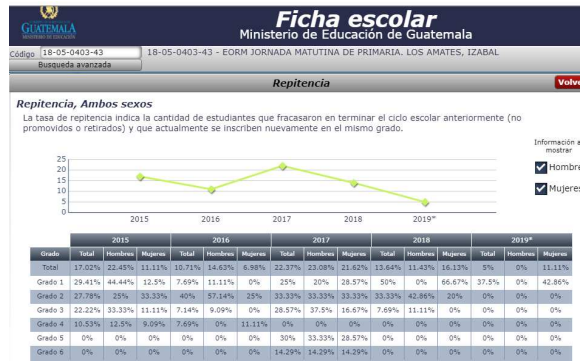 GUATEMALA
MINISTERIO DE EDUCACIÓN
Ficha escolar
Ministerio de Educación de Guatemala
Código 18-05-0403-43 18-05-0403-43 - EORM JORNADA MATUTINA DE PRIMARIA. LOS AMATES, IZABAL
Busqueda avanzada
Repitencia Volve
Repitencia, Ambos sexos
La tasa de repitencia indica la cantidad de estudiantes que fracasaron en terminar el ciclo escolar anteriormente (no
promovidos o retirados) y que actualmente se inscriben nuevamente en el mismo grado.
Información a
mostrar
Hombre
Mujeres
25
20
15
10
5
0
2015 2016 2017 2018 2019*
2015 2016 2017 2018 2019*
Grado Total Hombres Mujeres Total Hombres Mujeres Total Hombres Mujeres Total Hombres Mujeres Total Hombres Mujeres
Total 17.02% 22.45% 11.11% 10.71% 14.63% 6.98% 22.37% 23.08% 21.62% 13.64% 11.43% 16.13% 5% 0% 11.11%
Grado 1 29.41% 44.44% 12.5% 7.69% 11.11% 0% 25% 20% 28.57% 50% 0% 66.67% 37.5% 0% 42.86%
Grado 2 27.78% 25% 33.33% 40% 57.14% 25% 33.33% 33.33% 33.33% 33.33% 42.86% 20% 0% 0% 0%
Grado 3 22.22% 33.33% 11.11% 7.14% 9.09% 0% 28.57% 37.5% 16.67% 7.69% 11.11% 0% 0% 0% 0%
Grado 4 10.53% 12.5% 9.09% 7.69% 0% 11.11% 0% 0% 0% 0% 0% 0% 0% 0% 0%
Grado 5 0% 0% 0% 0% 0% 0% 30% 33.33% 28.57% 0% 0% 0% 0% 0% 0%
Grado 6 0% 0% 0% 0% 0% 0% 14.29% 14.29% 14.29% 0% 0% 0% 0% 0% 0%